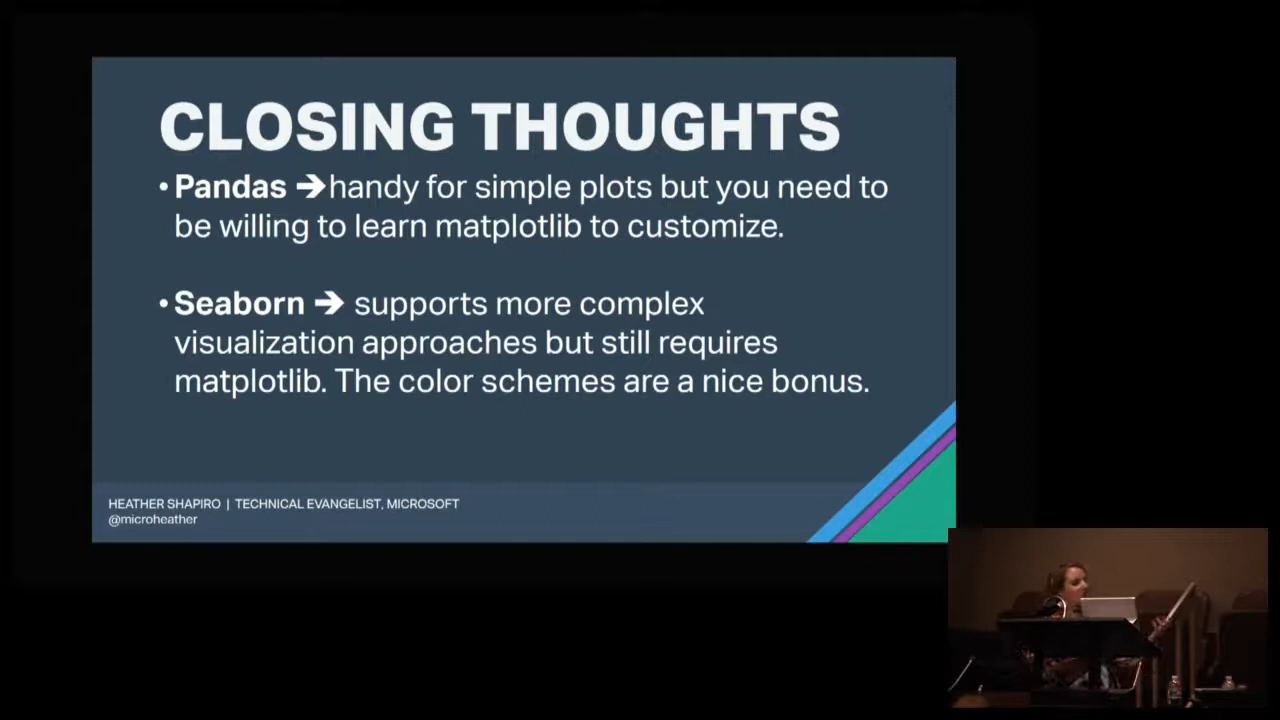 CLOSING THOUGHTS
• Pandas ➔handy for simple plots but you need to
be willing to learn matplotlib to customize.
• Seaborn ➔ supports more complex
visualization approaches but still requires
matplotlib. The color schemes are a nice bonus.
HEATHER SHAPIRO | TECHNICAL EVANGELIST, MICROSOFT
@microheather